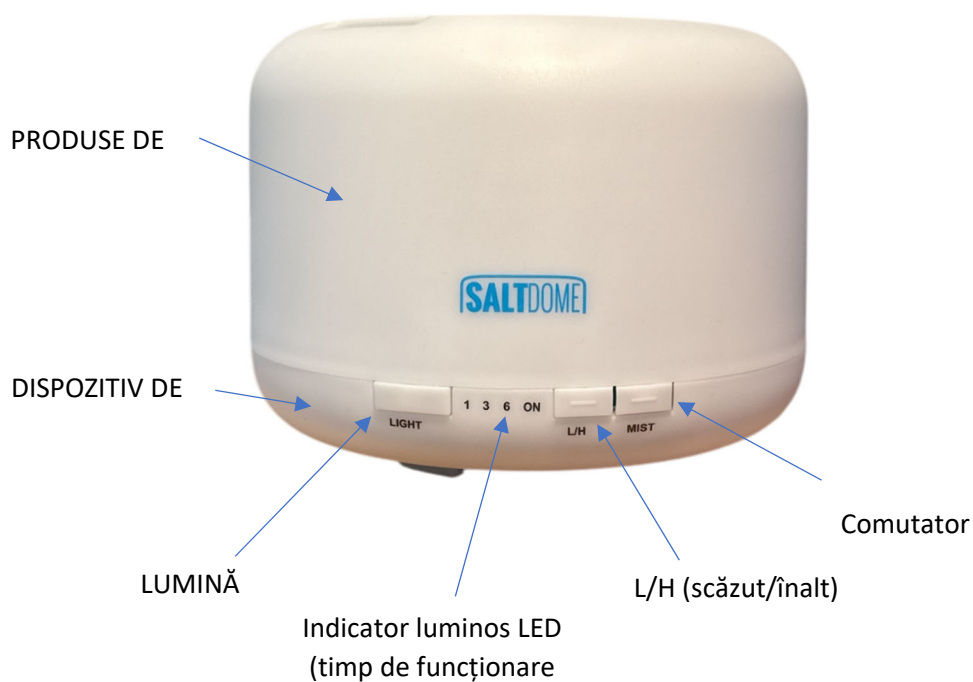 PRODUSE DE
SALTDOME
DISPOZITIV DE
LIGHT
1 3 6 ON
L/H
MIST
Comutator
LUMINĂ
L/H (scăzut/înalt)
Indicator luminos LED
(timp de funcționare